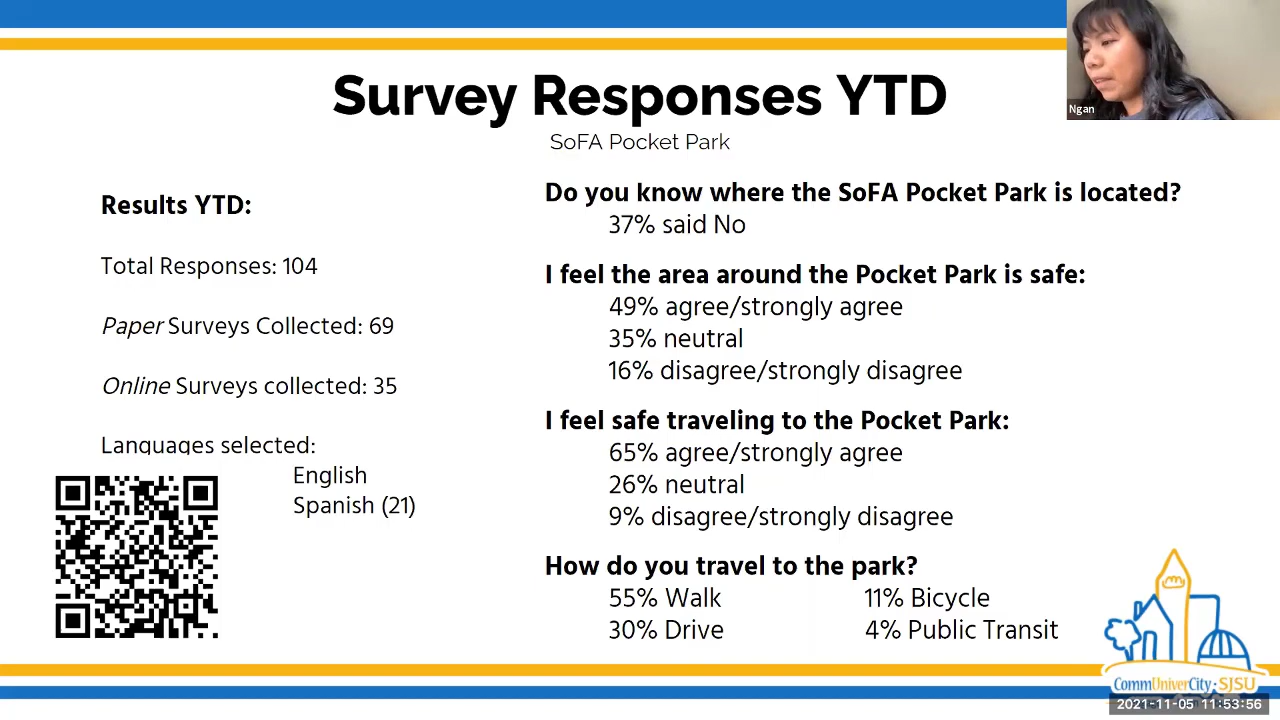 Survey Responses YTD
SoFA Pocket Park
Ngan
Results YTD:
Total Responses: 104
Paper Surveys Collected: 69
Online Surveys collected: 35
Languages selected:
English
Spanish (21)
Do you know where the SoFA Pocket Park is located?
37% said No
I feel the area around the Pocket Park is safe:
49% agree/strongly agree
35% neutral
16% disagree/strongly disagree
I feel safe traveling to the Pocket Park:
65% agree/strongly agree
26% neutral
9% disagree/strongly disagree
How do you travel to the park?
55% Walk 11% Bicycle
30% Drive 4% Public Transit
CommUniverCity SJSU
2021-11-05 11:53:56